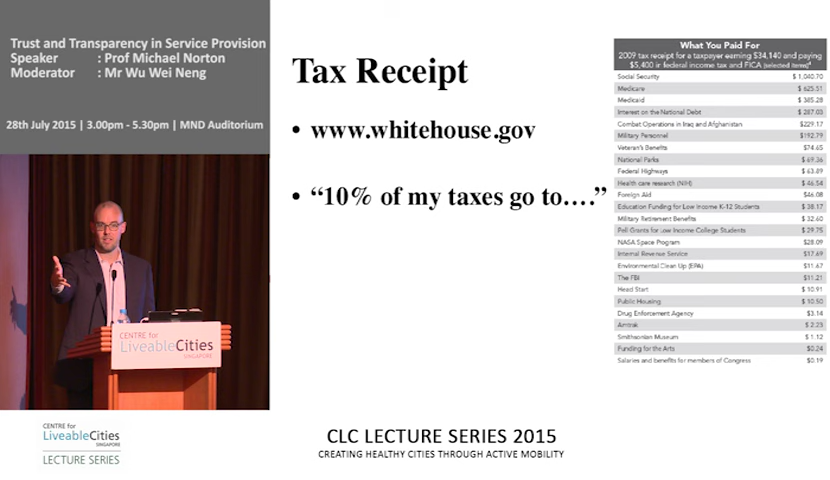 Trust and Transparency in Service Provision
Speaker : Prof Michael Norton
Moderator : Mr Wu Wei Neng
28th July 2015 | 3.00pm - 5.30pm | MND Auditorium
CENTRE for
LiveableCities
SINGAPORE
Tax Receipt
• www.whitehouse.gov
• “10% of my taxes go to….”
What You Paid For
2009 tax receipt for a taxpayer earning $34,140 and paying
$5,400 in federal income tax and FICA (selected items)
Social Security $ 1,040.70
Medicare $ 625.51
Medicaid $ 385.28
Interest on the National Debt $ 287.03
Combat Operations in Iraq and Afghanistan $229.17
Military Personnel $192.79
Veteran's Benefits $74.65
National Parks $ 69.36
Federal Highways $ 63.89
Health care research (NIH) $ 46.54
Foreign Aid $46.08
Education Funding for Low Income K-12 Students $ 38.17
Military Retirement Benefits $ 32.60
Pell Grants for Low Income College Students $ 29.75
NASA Space Program $28.09
Internal Revenue Service $17.69
Environmental Clean Up (EPA) $11.67
The FBI $11.21
Head Start $ 10.91
Public Housing $ 10.50
Drug Enforcement Agency $3.14
Amtrak $ 2.23
Smithsonian Museum $ 1.12
Funding for the Arts $0.24
Salaries and benefits for members of Congress $0.19
CENTRE for
LiveableCities
SINGAPORE
LECTURE SERIES
CLC LECTURE SERIES 2015
CREATING HEALTHY CITIES THROUGH ACTIVE MOBILITY